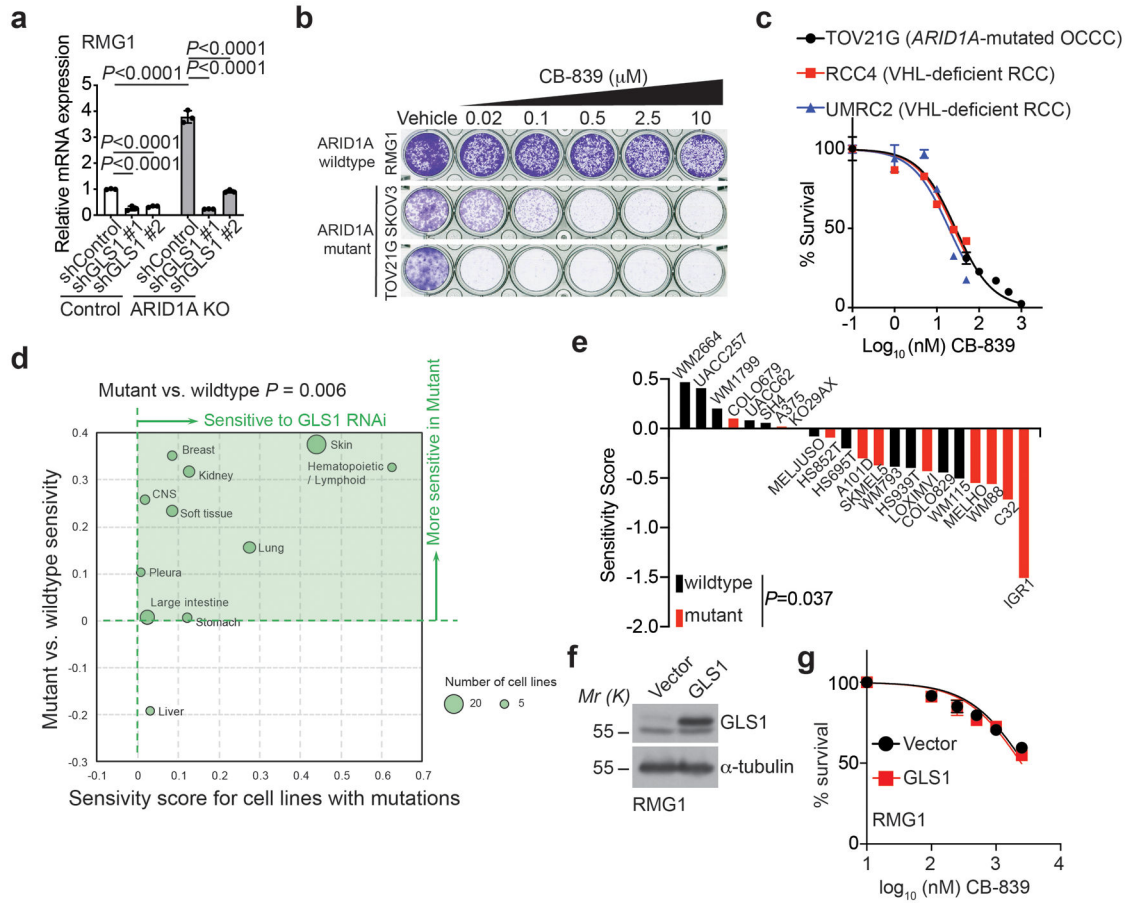 a
RMG1
P<0.0001
P<0.0001
P<0.0001
P<0.0001
P<0.0001
Relative mRNA expression
5
4
3
2
1
0
shControl
shGLS1 #1
shGLS1 #2
shControl
shGLS1 #1
shGLS1 #2
Control ARID1A KO
b
CB-839 (μM)
Vehicle 0.02 0.1 0.5 2.5 10
ARID1A
wildtype
RMG1
ARID1A
mutant
SKOV3
TOV21G
c
TOV21G (ARID1A-mutated OCCC)
RCC4 (VHL-deficient RCC)
UMRC2 (VHL-deficient RCC)
% Survival
100
50
0
-1 0 1 2 3
Log10 (nM) CB-839
d
Mutant vs. wildtype P = 0.006
Sensitive to GLS1 RNAi
More sensitive in Mutant
Mutant vs. wildtype sensitivity
0.4
0.3
0.2
0.1
0
-0.1
-0.2
-0.3
Breast
Skin
Kidney
Hematopoietic
/ Lymphoid
CNS
Soft tissue
Lung
Pleura
Large intestine
Stomach
Liver
Number of cell lines
20 5
-0.1 0 0.1 0.2 0.3 0.4 0.5 0.6 0.7
Sensivity score for cell lines with mutations
e
Sensitivity Score
0.5
0.0
-0.5
-1.0
-1.5
-2.0
WM2664
UACC257
WM1799
COLO679
UACC62
SH4
A375
KO29AX
MELJUSO
HS852T
HS695T
A101D
SKMEL5
WM793
HS939T
LOXIMVI
COLO829
WM115
MELHO
WM88
C32
IGR1
wildtype
mutant
P=0.037
f
Vector
GLS1
Mr (K)
55
GLS1
55
α-tubulin
RMG1
g
% survival
100
50
0
Vector
GLS1
RMG1
1 2 3 4
log10 (nM) CB-839